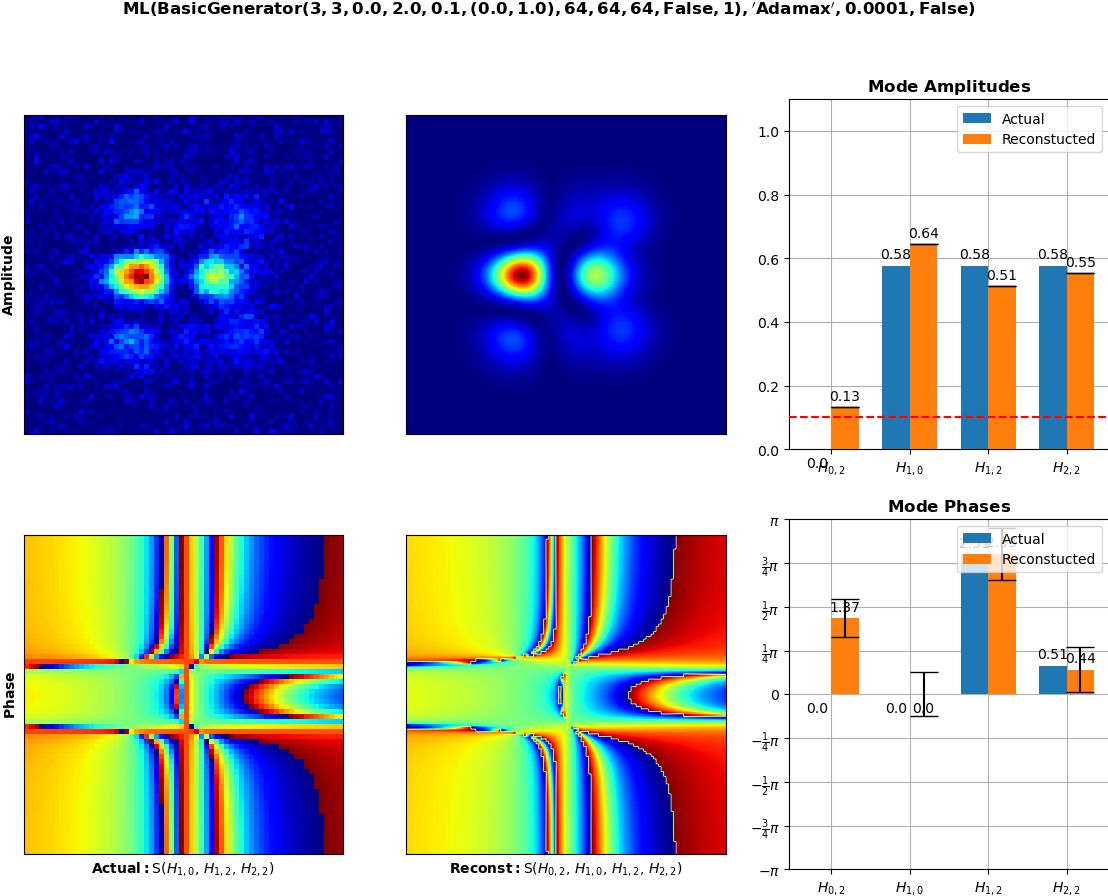 ML(BasicGenerator(3, 3, 0.0, 2.0, 0.1, (0.0, 1.0), 64, 64, 64, False, 1), ′Adamax′, 0.0001, False)
Mode Amplitudes
Actual
Reconstucted
Amplitude
1.0
0.8
0.6
0.4
0.2
0.0
0.0
0.13
0.58
0.64
0.58
0.51
0.58
0.55
H0, 2
H1, 0
H1, 2
H2, 2
Mode Phases
Actual
Reconstucted
Phase
π
3/4π
1/2π
1/4π
0
−1/4π
−1/2π
−3/4π
−π
0.0
1.37
0.0
0.0
0.51
0.44
H0, 2
H1, 0
H1, 2
H2, 2
Actual: S(H1, 0, H1, 2, H2, 2)
Reconst: S(H0, 2, H1, 0, H1, 2, H2, 2)